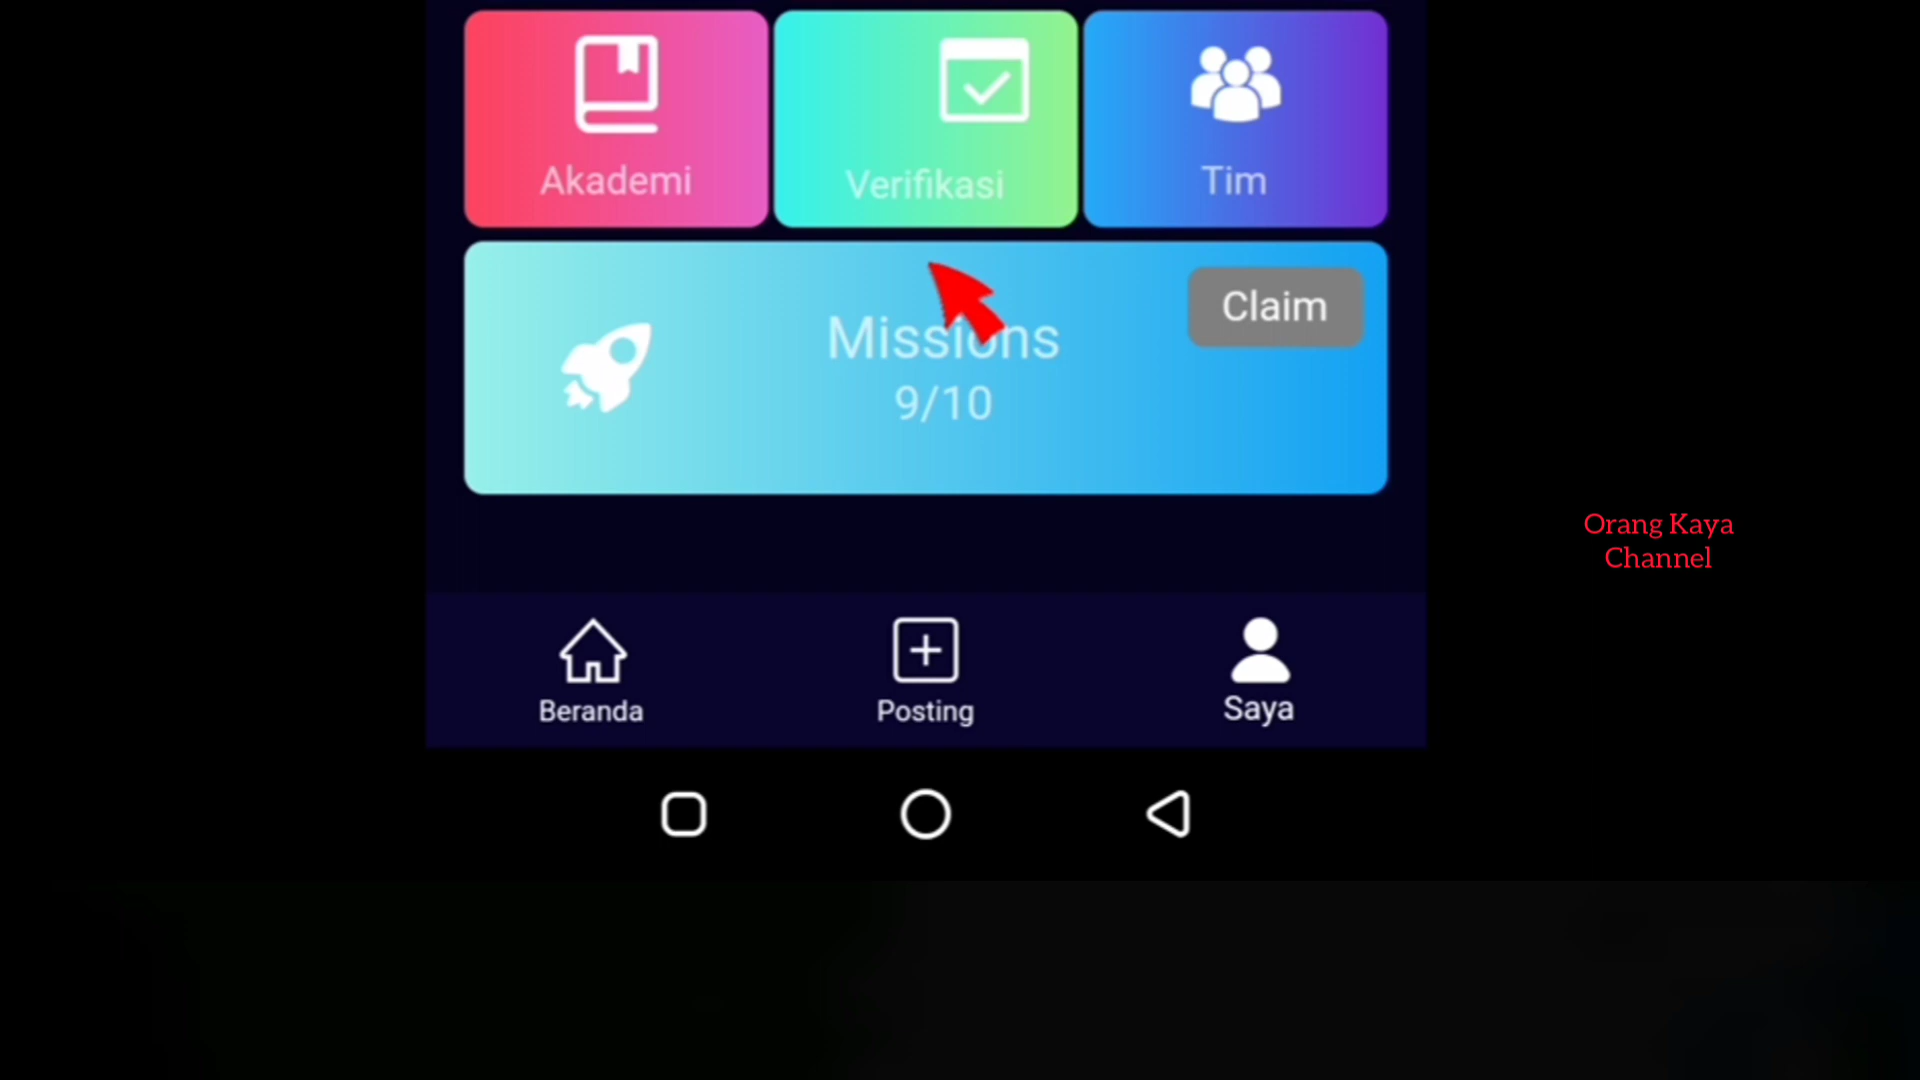 Akademi
Verifikasi
Tim
Claim
Missions
9/10
Orang Kaya
Channel
Beranda
Posting
Saya